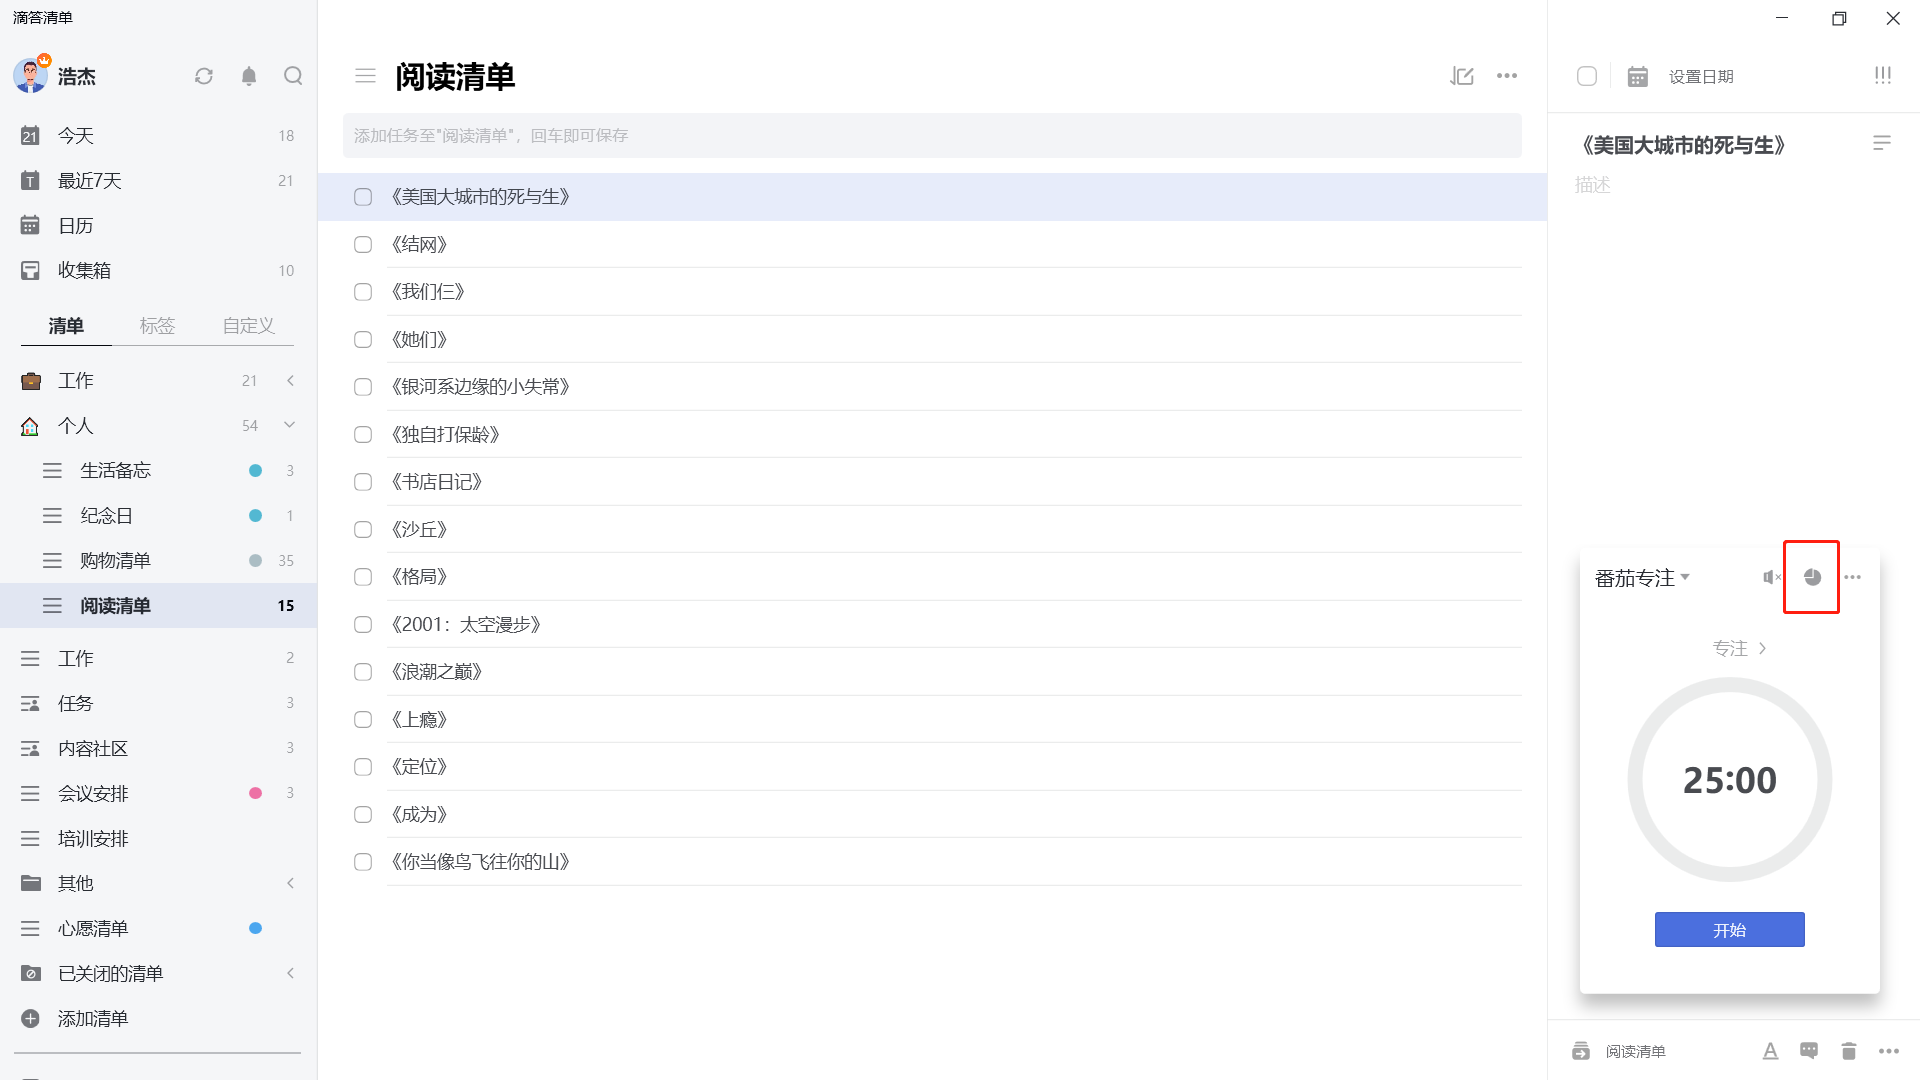 滴答清单
浩杰
21 今天 18
T 最近7天 21
日历
收集箱 10
清单 标签 自定义
工作 21
个人 54
生活备忘 3
纪念日 1
购物清单 35
阅读清单 15
工作 2
任务 3
内容社区 3
会议安排 3
培训安排
其他
心愿清单
已关闭的清单
添加清单
阅读清单
添加任务至"阅读清单"，回车即可保存
《美国大城市的死与生》
《结网》
《我们仨》
《她们》
《银河系边缘的小失常》
《独自打保龄》
《书店日记》
《沙丘》
《格局》
《2001：太空漫步》
《浪潮之巅》
《上瘾》
《定位》
《成为》
《你当像鸟飞往你的山》
设置日期
《美国大城市的死与生》
描述
番茄专注
专注
25:00
开始
阅读清单